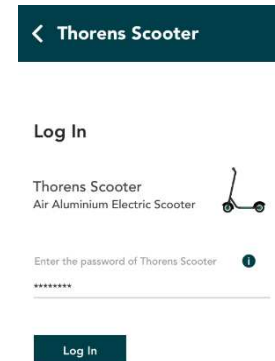 Thorens Scooter
Log In
Thorens Scooter
Air Aluminium Electric Scooter
Enter the password of Thorens Scooter
********
Log In